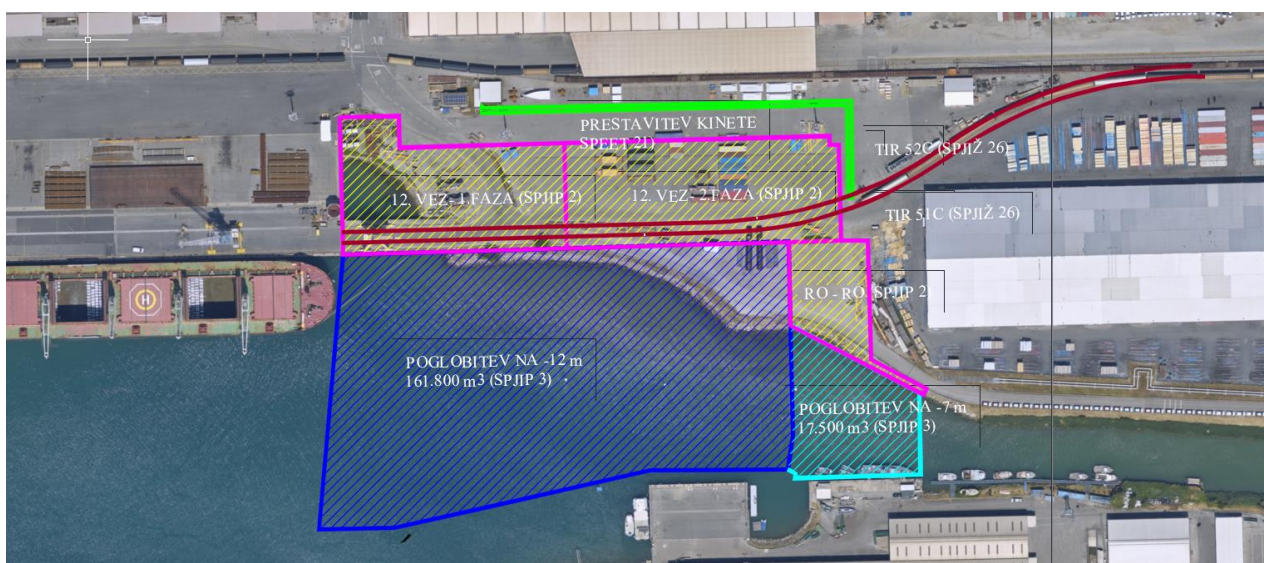 PRESTAVITEV KINETE
SPEET 21)
TIR 52C (SPJIŽ 26)
12. VEZ- 1.FAZA (SPJIP 2)
12. VEZ- 2.FAZA (SPJIP 2)
TIR 51C (SPJIŽ 26)
RO - RO (SPJIP 2)
POGLOBITEV NA -12 m
161.800 m3 (SPJIP 3)
POGLOBITEV NA -7 m
17.500 m3 (SPJIP 3)
H